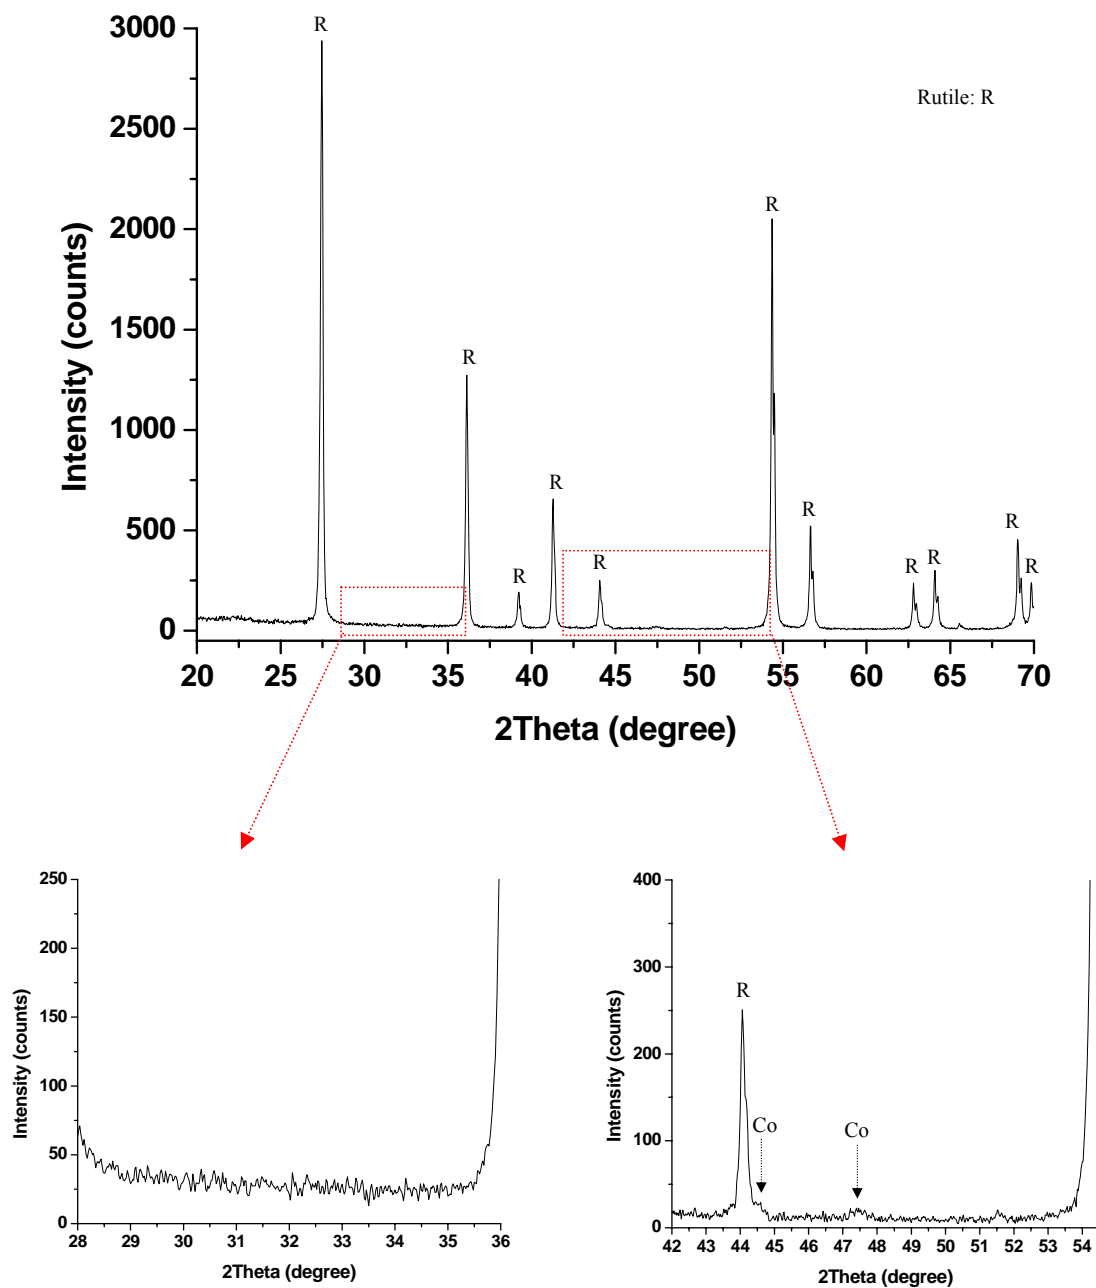 R
Rutile: R
R
R
R
R
R
R
R
R
R
R
3000
2500
2000
1500
1000
500
0
Intensity (counts)
20 25 30 35 40 45 50 55 60 65 70
2Theta (degree)
250
200
150
100
50
0
Intensity (counts)
28 29 30 31 32 33 34 35 36
2Theta (degree)
400
300
200
100
0
Intensity (counts)
R
Co
Co
42 43 44 45 46 47 48 49 50 51 52 53 54
2Theta (degree)